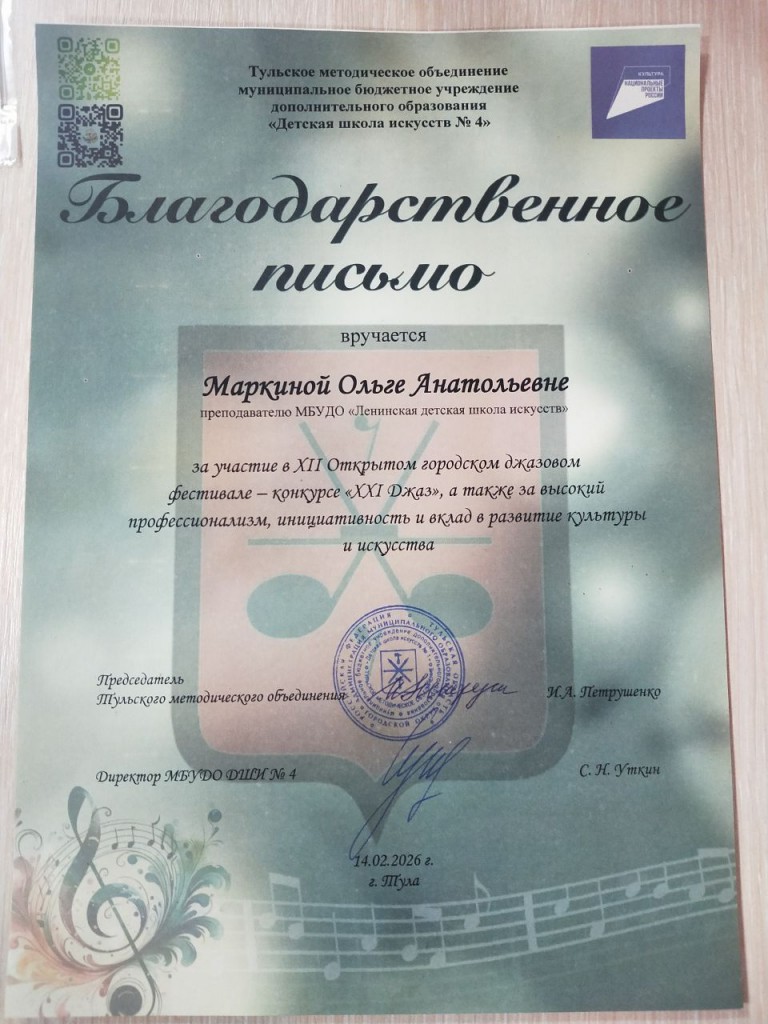 Тульское методическое объединение
муниципальное бюджетное учреждение
дополнительного образования
«Детская школа искусств № 4»
КУЛЬТУРА
НАЦИОНАЛЬНЫЕ
ПРОЕКТЫ
РОССИИ
Благодарственное
письмо
вручается
Маркиной Ольге Анатольевне
преподавателю МБУДО «Ленинская детская школа искусств»
за участие в XII Открытом городском джазовом
фестивале – конкурсе «XXI Джаз», а также за высокий
профессионализм, инициативность и вклад в развитие культуры
и искусства
Председатель
Тульского методического объединения
И.А. Петрушенко
Директор МБУДО ДШИ № 4
С. Н. Уткин
14.02.2026 г.
г. Тула